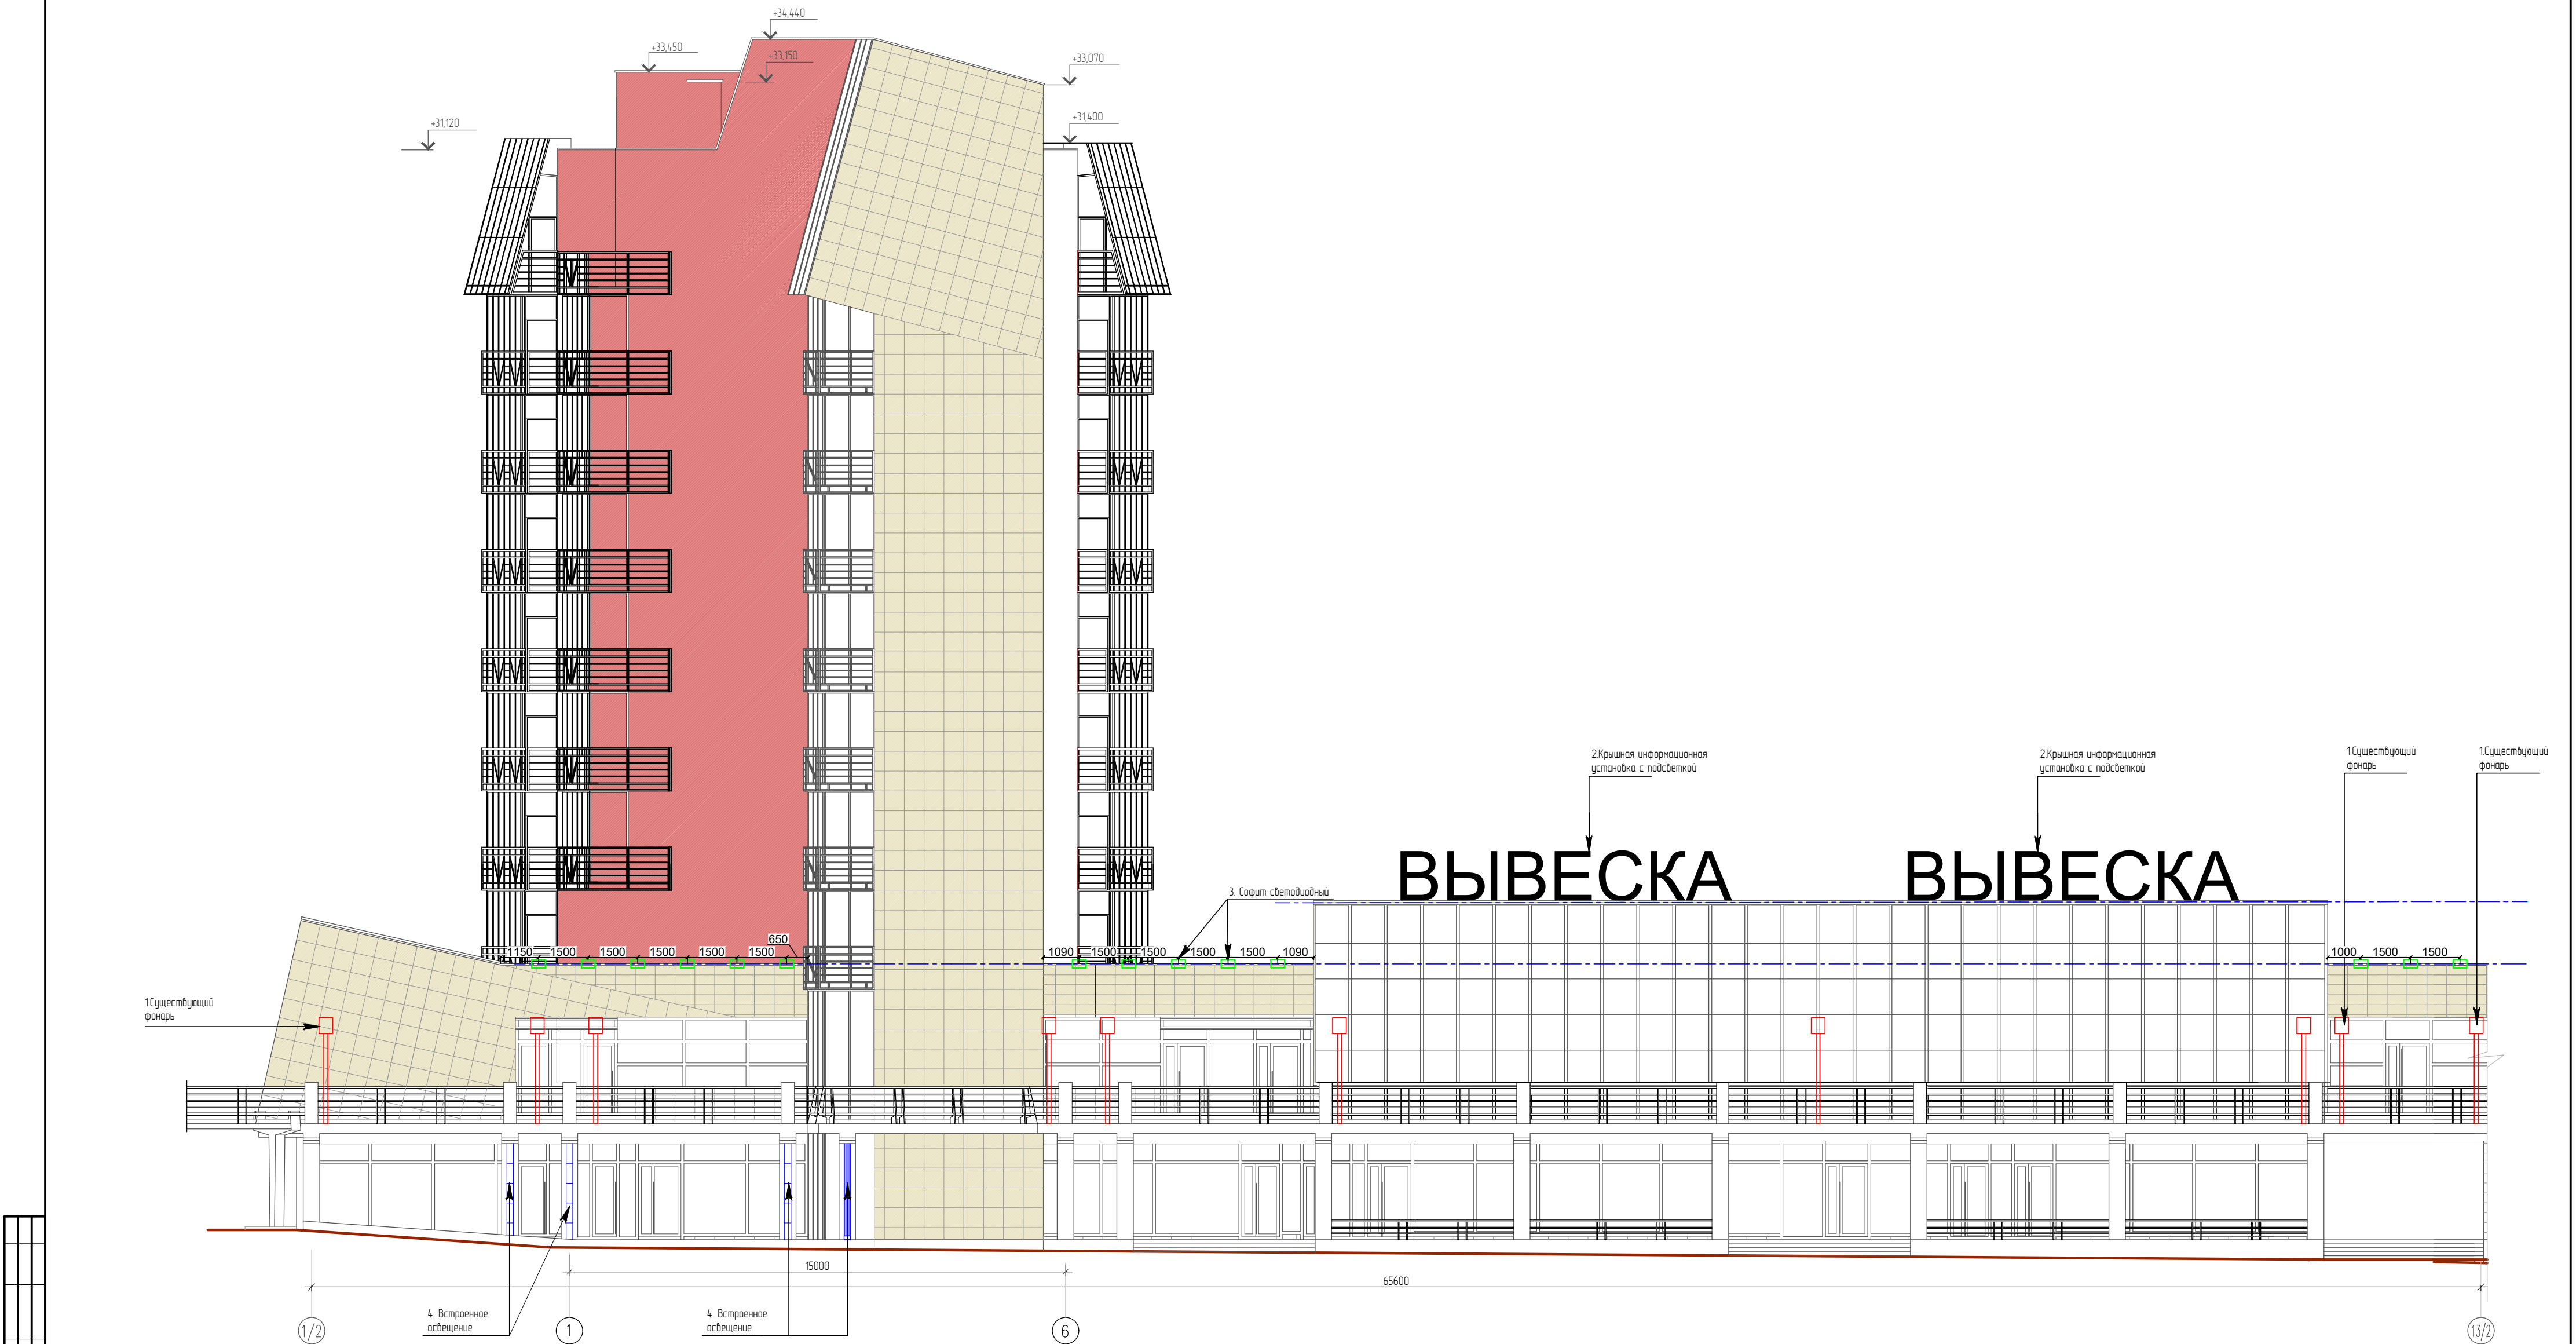 +34,440
+33,450
+33,150
+33,070
+31,120
+31,400
2.Крышная информационная
установка с подсветкой
2.Крышная информационная
установка с подсветкой
1.Существующий
фонарь
1.Существующий
фонарь
ВЫВЕСКА ВЫВЕСКА
3. Софит светодиодный
650
1150 1500 1500 1500 1500 1500
1090 1500 1500 1500 1500 1090
1000 1500 1500
1.Существующий
фонарь
15000
65600
4. Встроенное
освещение
4. Встроенное
освещение
1/2 1 6 13/2